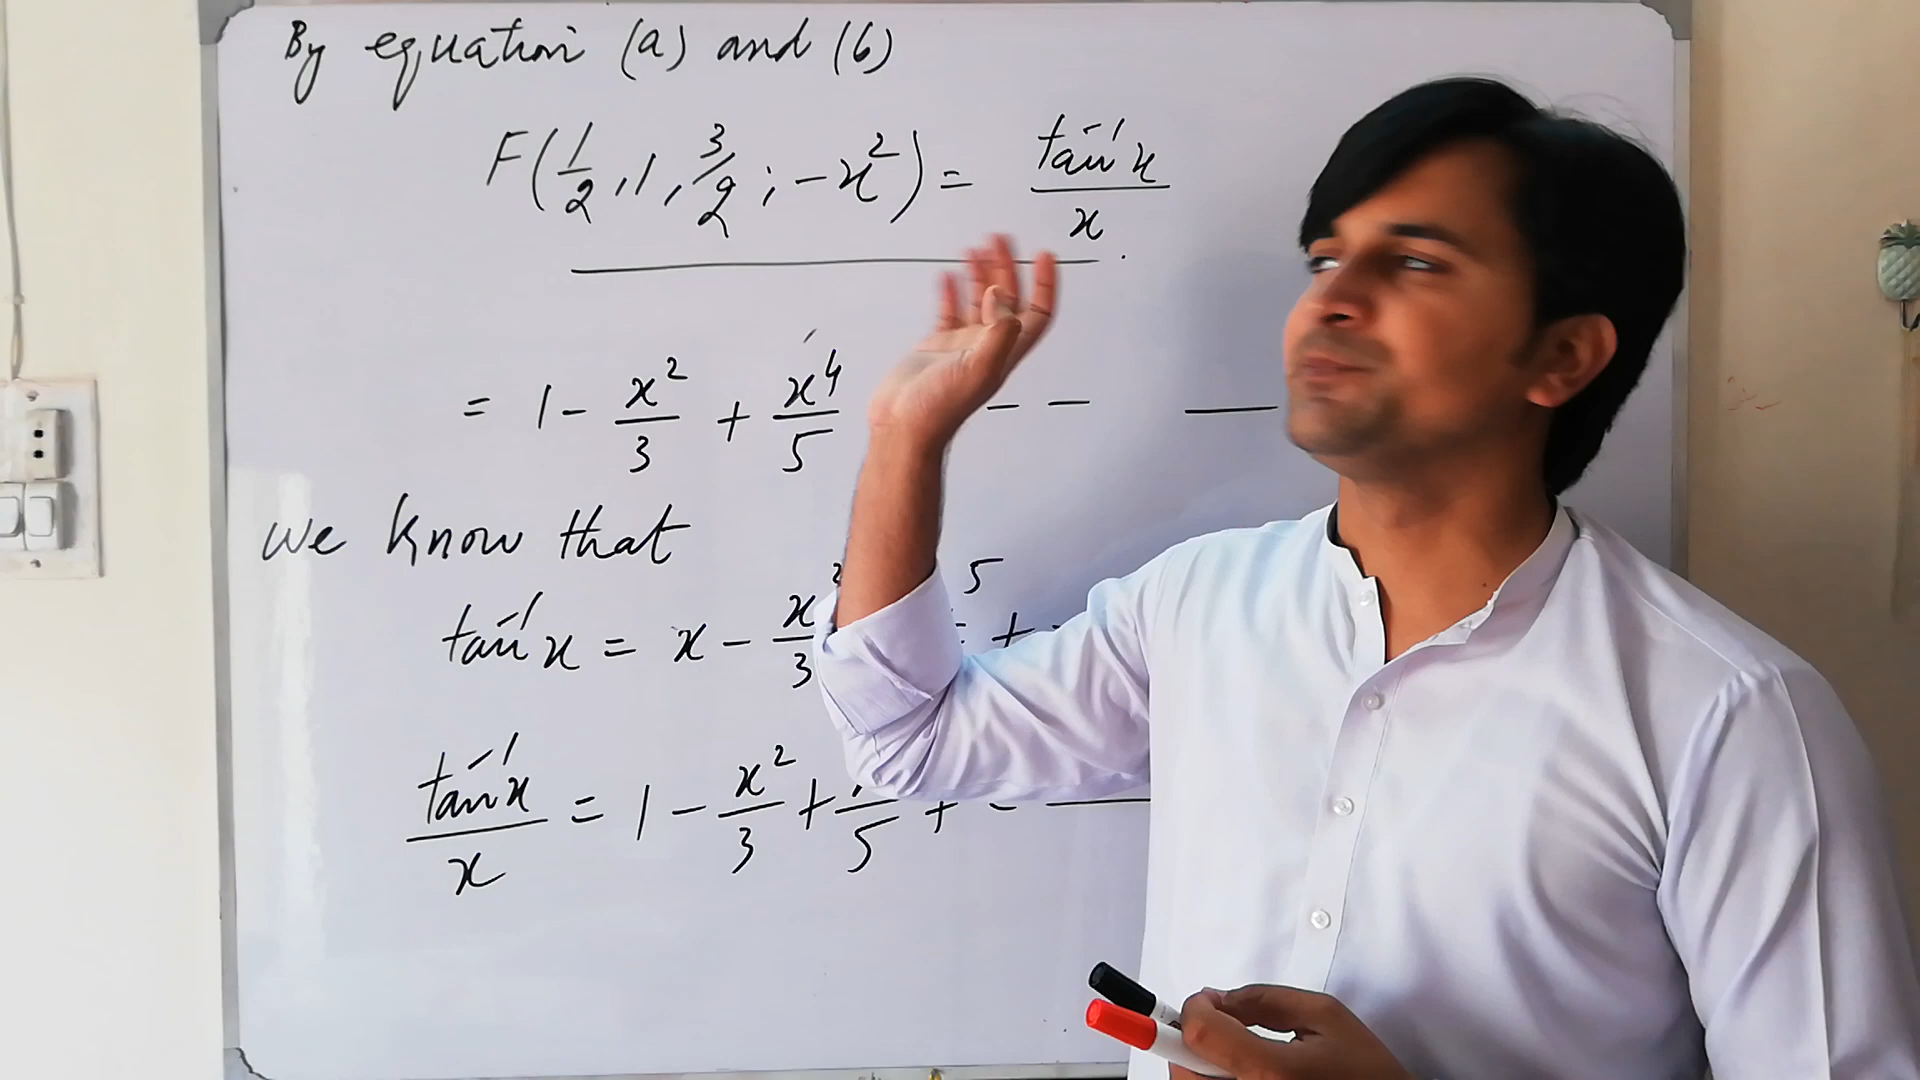 By equation (a) and (b)
F(1/2, 1, 3/2; -x²) = tan⁻¹x / x
= 1 - x²/3 + x⁴/5 - - —
we know that
tan⁻¹x = x - x/3 5 + -
tan⁻¹x / x = 1 - x²/3 + /5 + - —